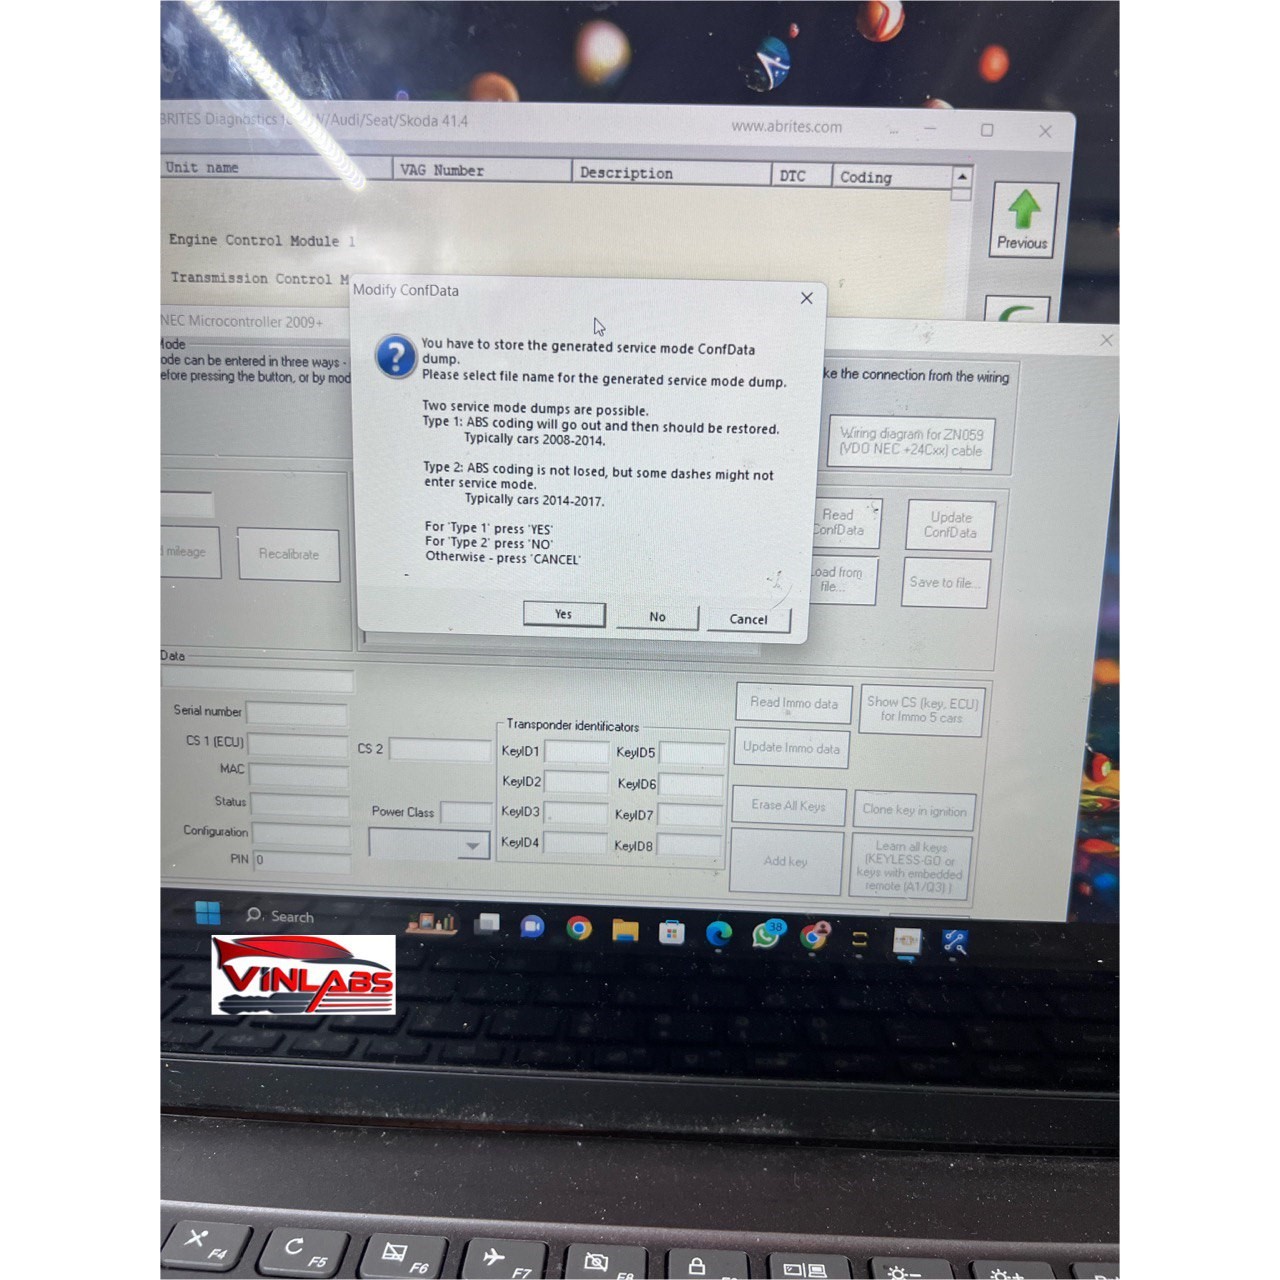 BRITES Diagnostics f W/Audi/Seat/Skoda 41.4
www.abrites.com
Unit name
VAG Number
Description
DTC
Coding
Engine Control Module 1
Transmission Control M
Previous
Modify ConfData
NEC Microcontroller 2009+
You have to store the generated service mode ConfData
dump.
Please select file name for the generated service mode dump.
Two service mode dumps are possible.
Type 1: ABS coding will go out and then should be restored.
Typically cars 2008-2014.
Type 2: ABS coding is not losed, but some dashes might not
enter service mode.
Typically cars 2014-2017.
For 'Type 1' press 'YES'
For 'Type 2' press 'NO'
Otherwise - press 'CANCEL'
Yes
No
Cancel
Mode
ode can be entered in three ways -
efore pressing the button, or by mod
ke the connection from the wiring
Wiring diagram for ZN059
(VDO NEC +24Cxx) cable
mileage
Recalibrate
Read
ConfData
Update
ConfData
Load from
file...
Save to file...
Data
Serial number
CS 1 (ECU)
CS 2
MAC
Status
Power Class
Configuration
PIN 0
Transponder identificators
KeyID1
KeyID5
KeyID2
KeyID6
KeyID3
KeyID7
KeyID4
KeyID8
Read Immo data
Show CS (key, ECU)
for Immo 5 cars
Update Immo data
Erase All Keys
Clone key in ignition
Add key
Learn all keys
(KEYLESS-GO or
keys with embedded
remote (A1/Q3) )
Search
38
VINLABS
F4
F5
F6
F7
F8